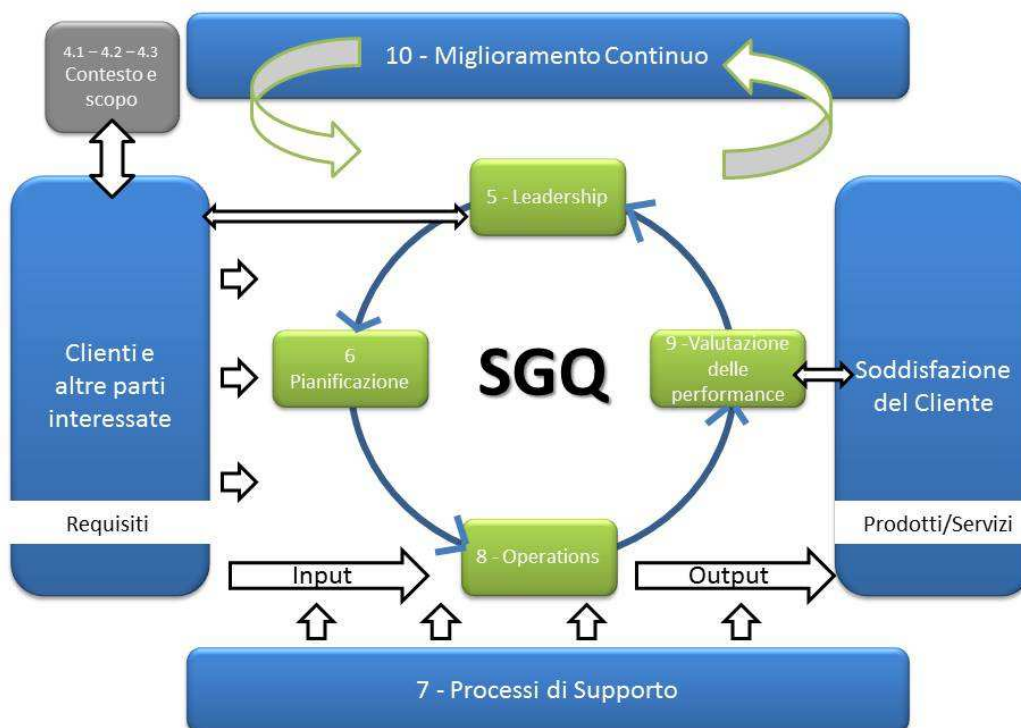 4.1 – 4.2 – 4.3
Contesto e
scopo
10 - Miglioramento Continuo
5 - Leadership
Clienti e
altre parti
interessate
Requisiti
6
Pianificazione
SGQ
9 -Valutazione
delle
performance
Soddisfazione
del Cliente
Prodotti/Servizi
8 - Operations
Input
Output
7 - Processi di Supporto